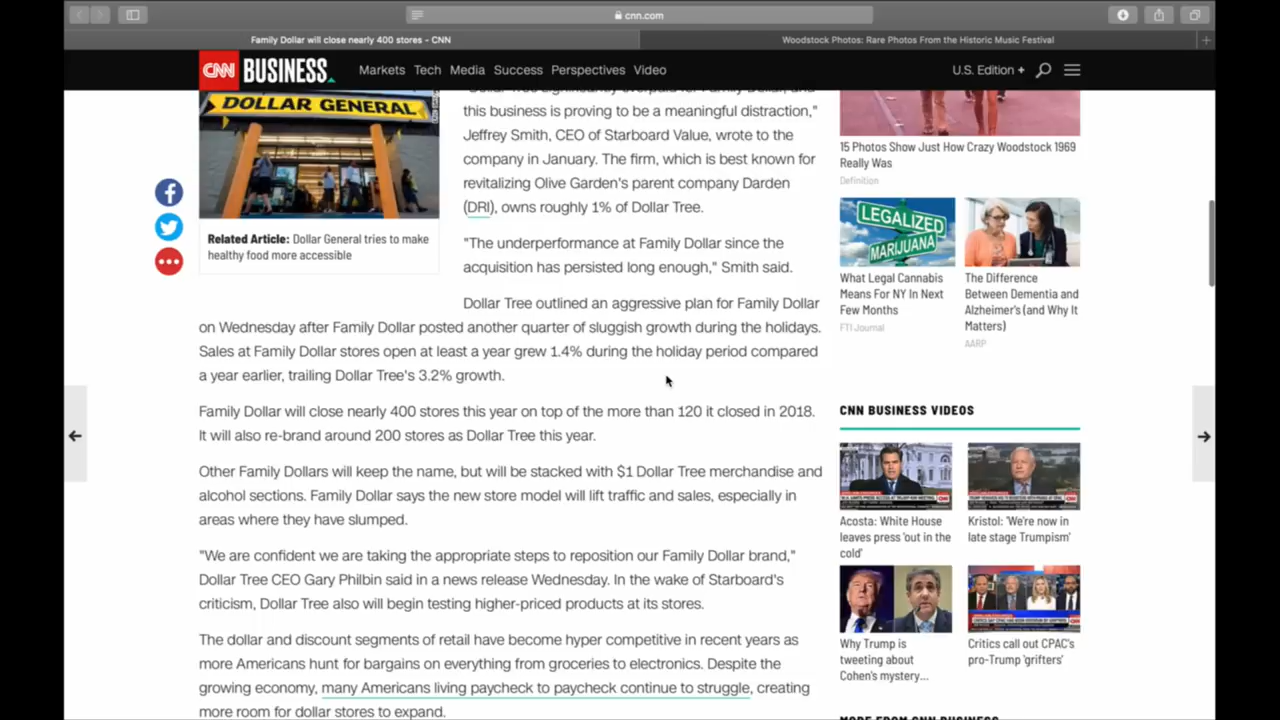 cnn.com
Family Dollar will close nearly 400 stores - CNN
Woodstock Photos: Rare Photos From the Historic Music Festival
CNN BUSINESS
Markets Tech Media Success Perspectives Video
U.S. Edition +
DOLLAR GENERAL
Related Article: Dollar General tries to make
healthy food more accessible
this business is proving to be a meaningful distraction,"
Jeffrey Smith, CEO of Starboard Value, wrote to the
company in January. The firm, which is best known for
revitalizing Olive Garden's parent company Darden
(DRI), owns roughly 1% of Dollar Tree.
"The underperformance at Family Dollar since the
acquisition has persisted long enough," Smith said.
Dollar Tree outlined an aggressive plan for Family Dollar
on Wednesday after Family Dollar posted another quarter of sluggish growth during the holidays.
Sales at Family Dollar stores open at least a year grew 1.4% during the holiday period compared
a year earlier, trailing Dollar Tree's 3.2% growth.
Family Dollar will close nearly 400 stores this year on top of the more than 120 it closed in 2018.
It will also re-brand around 200 stores as Dollar Tree this year.
Other Family Dollars will keep the name, but will be stacked with $1 Dollar Tree merchandise and
alcohol sections. Family Dollar says the new store model will lift traffic and sales, especially in
areas where they have slumped.
"We are confident we are taking the appropriate steps to reposition our Family Dollar brand,"
Dollar Tree CEO Gary Philbin said in a news release Wednesday. In the wake of Starboard's
criticism, Dollar Tree also will begin testing higher-priced products at its stores.
The dollar and discount segments of retail have become hyper competitive in recent years as
more Americans hunt for bargains on everything from groceries to electronics. Despite the
growing economy, many Americans living paycheck to paycheck continue to struggle, creating
more room for dollar stores to expand.
15 Photos Show Just How Crazy Woodstock 1969
Really Was
Definition
LEGALIZED
MARIJUANA
What Legal Cannabis
Means For NY In Next
Few Months
FTI Journal
The Difference
Between Dementia and
Alzheimer's (and Why It
Matters)
AARP
CNN BUSINESS VIDEOS
Acosta: White House
leaves press 'out in the
cold'
Kristol: 'We're now in
late stage Trumpism'
Why Trump is
tweeting about
Cohen's mystery...
Critics call out CPAC's
pro-Trump 'grifters'
MORE FROM CNN BUSINESS